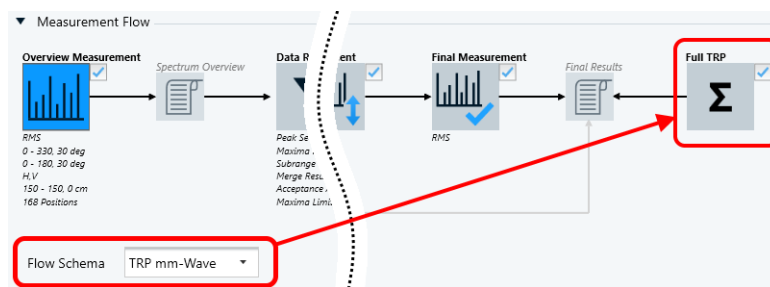 Measurement Flow
Overview Measurement
Spectrum Overview
Data R
ment
Final Measurement
Final Results
Full TRP
Σ
RMS
0 - 330, 30 deg
0 - 180, 30 deg
H,V
150 - 150, 0 cm
168 Positions
Peak Se
Maxima
Subrange
Merge Resu
Acceptance
Maxima Limi
RMS
Flow Schema
TRP mm-Wave